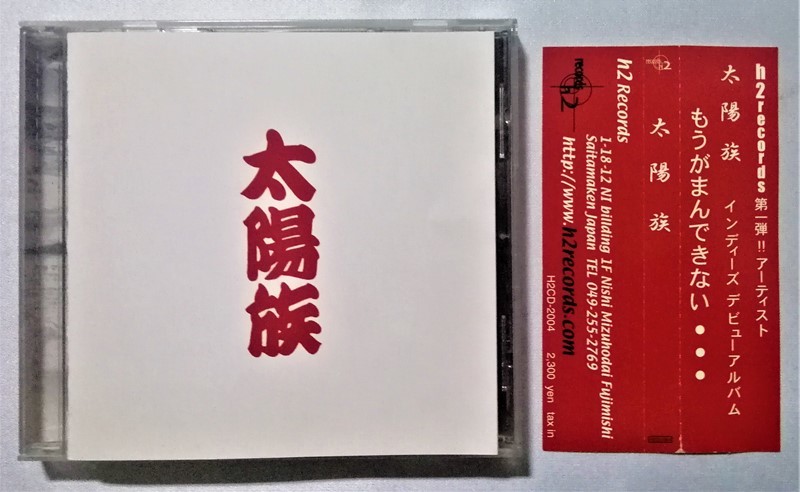 太陽族
h2records 第一弾!! アーティスト
太陽族 インディーズ デビューアルバム
もうがまんできない・・・
太陽族
records
h2
h2 Records
1-18-12 NI billding 1F Nishi Mizuhodai Fujimishi
Saitamaken Japan TEL 049-255-2769
http://www.h2records.com
H2CD-2004 2,300 yen tax in